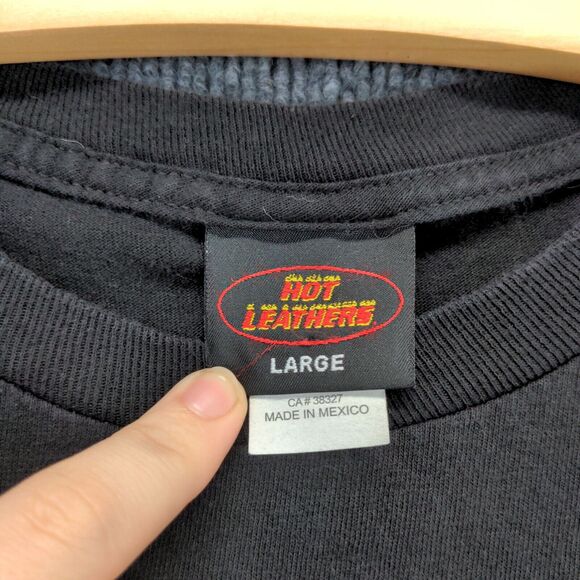 HOT
LEATHERS
LARGE
CA# 38327
MADE IN MEXICO